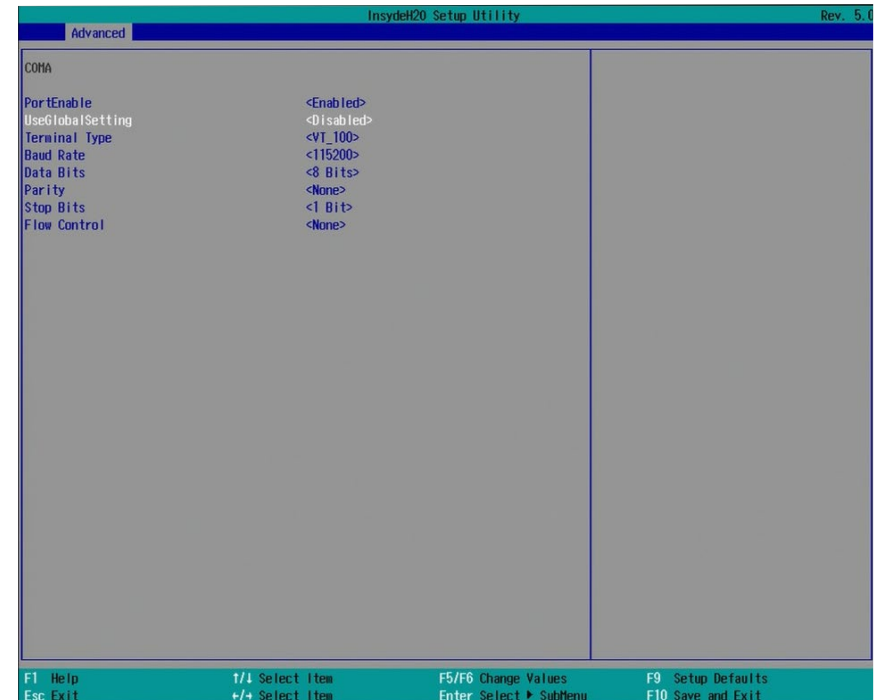 InsydeH20 Setup Utility Rev. 5.0
Advanced
COMA
PortEnable <Enabled>
UseGlobalSetting <Disabled>
Terminal Type <VT_100>
Baud Rate <115200>
Data Bits <8 Bits>
Parity <None>
Stop Bits <1 Bit>
Flow Control <None>
F1 Help ↑/↓ Select Item F5/F6 Change Values F9 Setup Defaults
Esc Exit ←/→ Select Item Enter Select ▶ SubMenu F10 Save and Exit